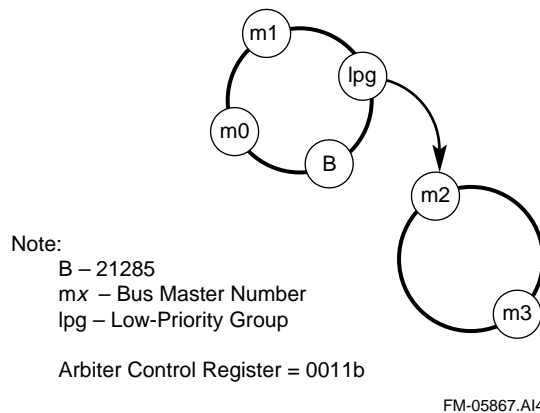 m1
lpg
m0
B
m2
m3
Note:
B – 21285
mx – Bus Master Number
lpg – Low-Priority Group
Arbiter Control Register = 0011b
FM-05867.AI4